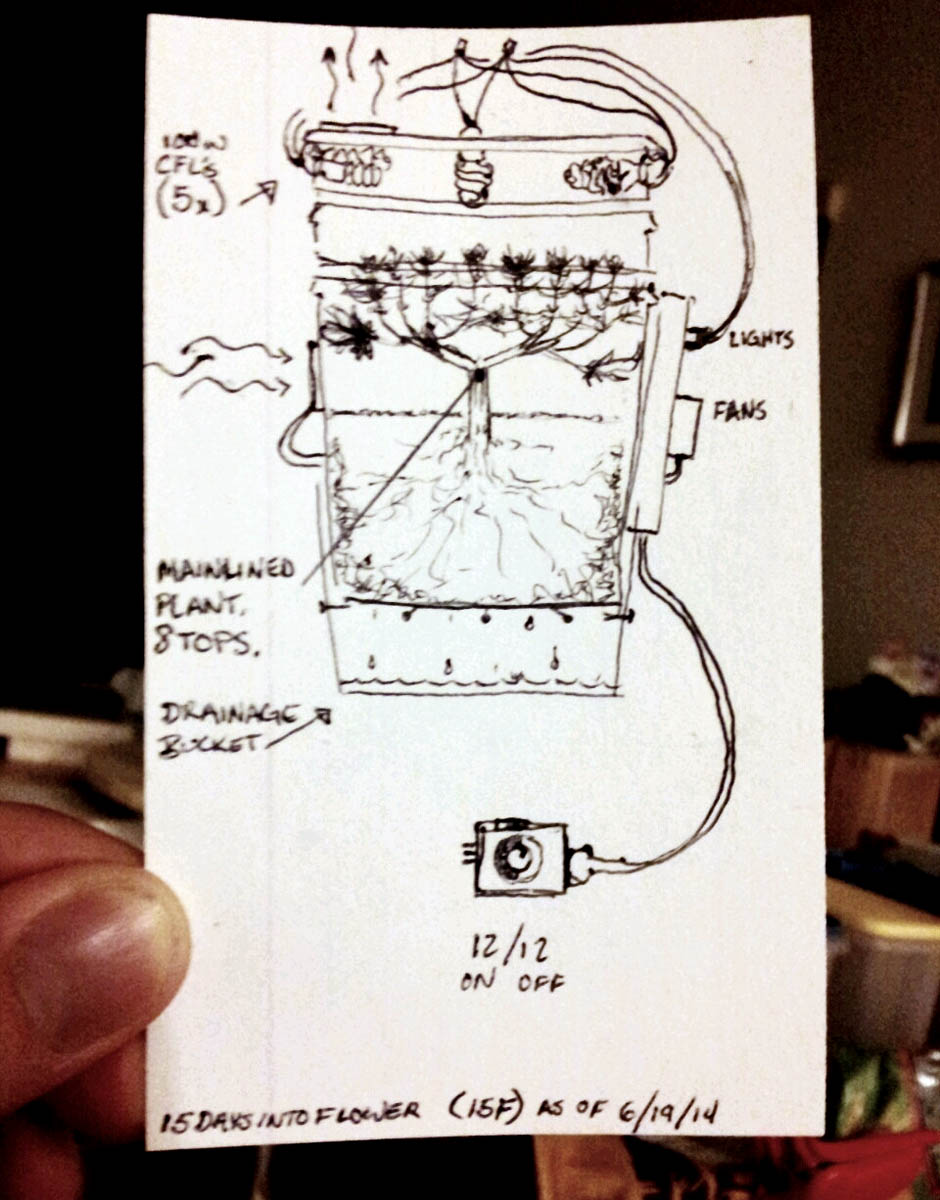 100W
CFL's
(5x)
LIGHTS
FANS
MAINLINED
PLANT.
8 TOPS.
DRAINAGE
BUCKET
12/12
ON OFF
15 DAYS INTO FLOWER (15F) AS OF 6/19/14